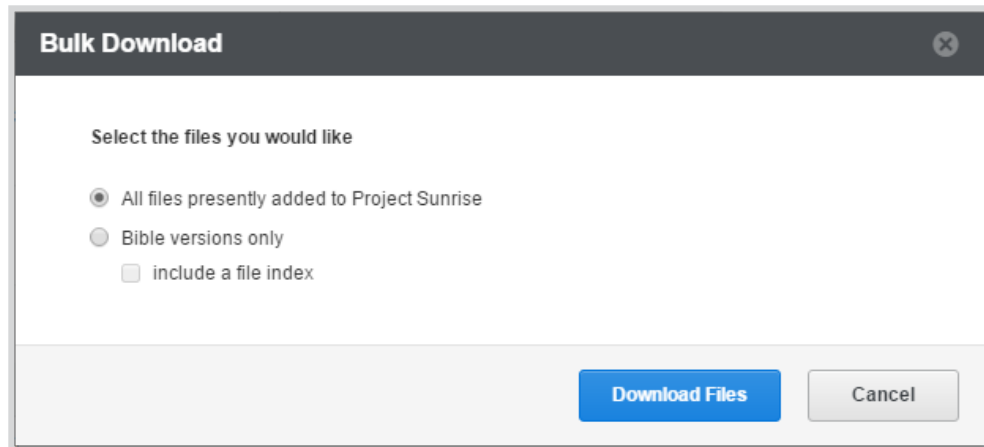 Bulk Download
Select the files you would like
All files presently added to Project Sunrise
Bible versions only
include a file index
Download Files
Cancel